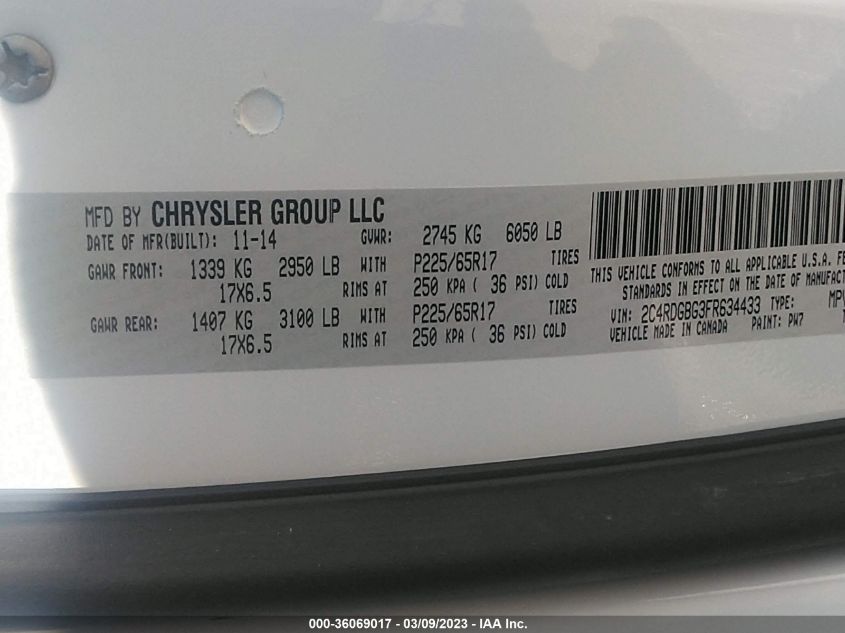 MFD BY CHRYSLER GROUP LLC
DATE OF MFR(BUILT): 11-14 GVWR: 2745 KG 6050 LB
GAWR FRONT: 1339 KG 2950 LB WITH P225/65R17 TIRES
17X6.5 RIMS AT 250 KPA ( 36 PSI) COLD
GAWR REAR: 1407 KG 3100 LB WITH P225/65R17 TIRES
17X6.5 RIMS AT 250 KPA ( 36 PSI) COLD
THIS VEHICLE CONFORMS TO ALL APPLICABLE U.S.A. FE
STANDARDS IN EFFECT ON THE DATE OF MANUFACT
VIN: 2C4RDGBG3FR634433 TYPE: MPV
VEHICLE MADE IN CANADA PAINT: PW7
000-36069017 - 03/09/2023 - IAA Inc.